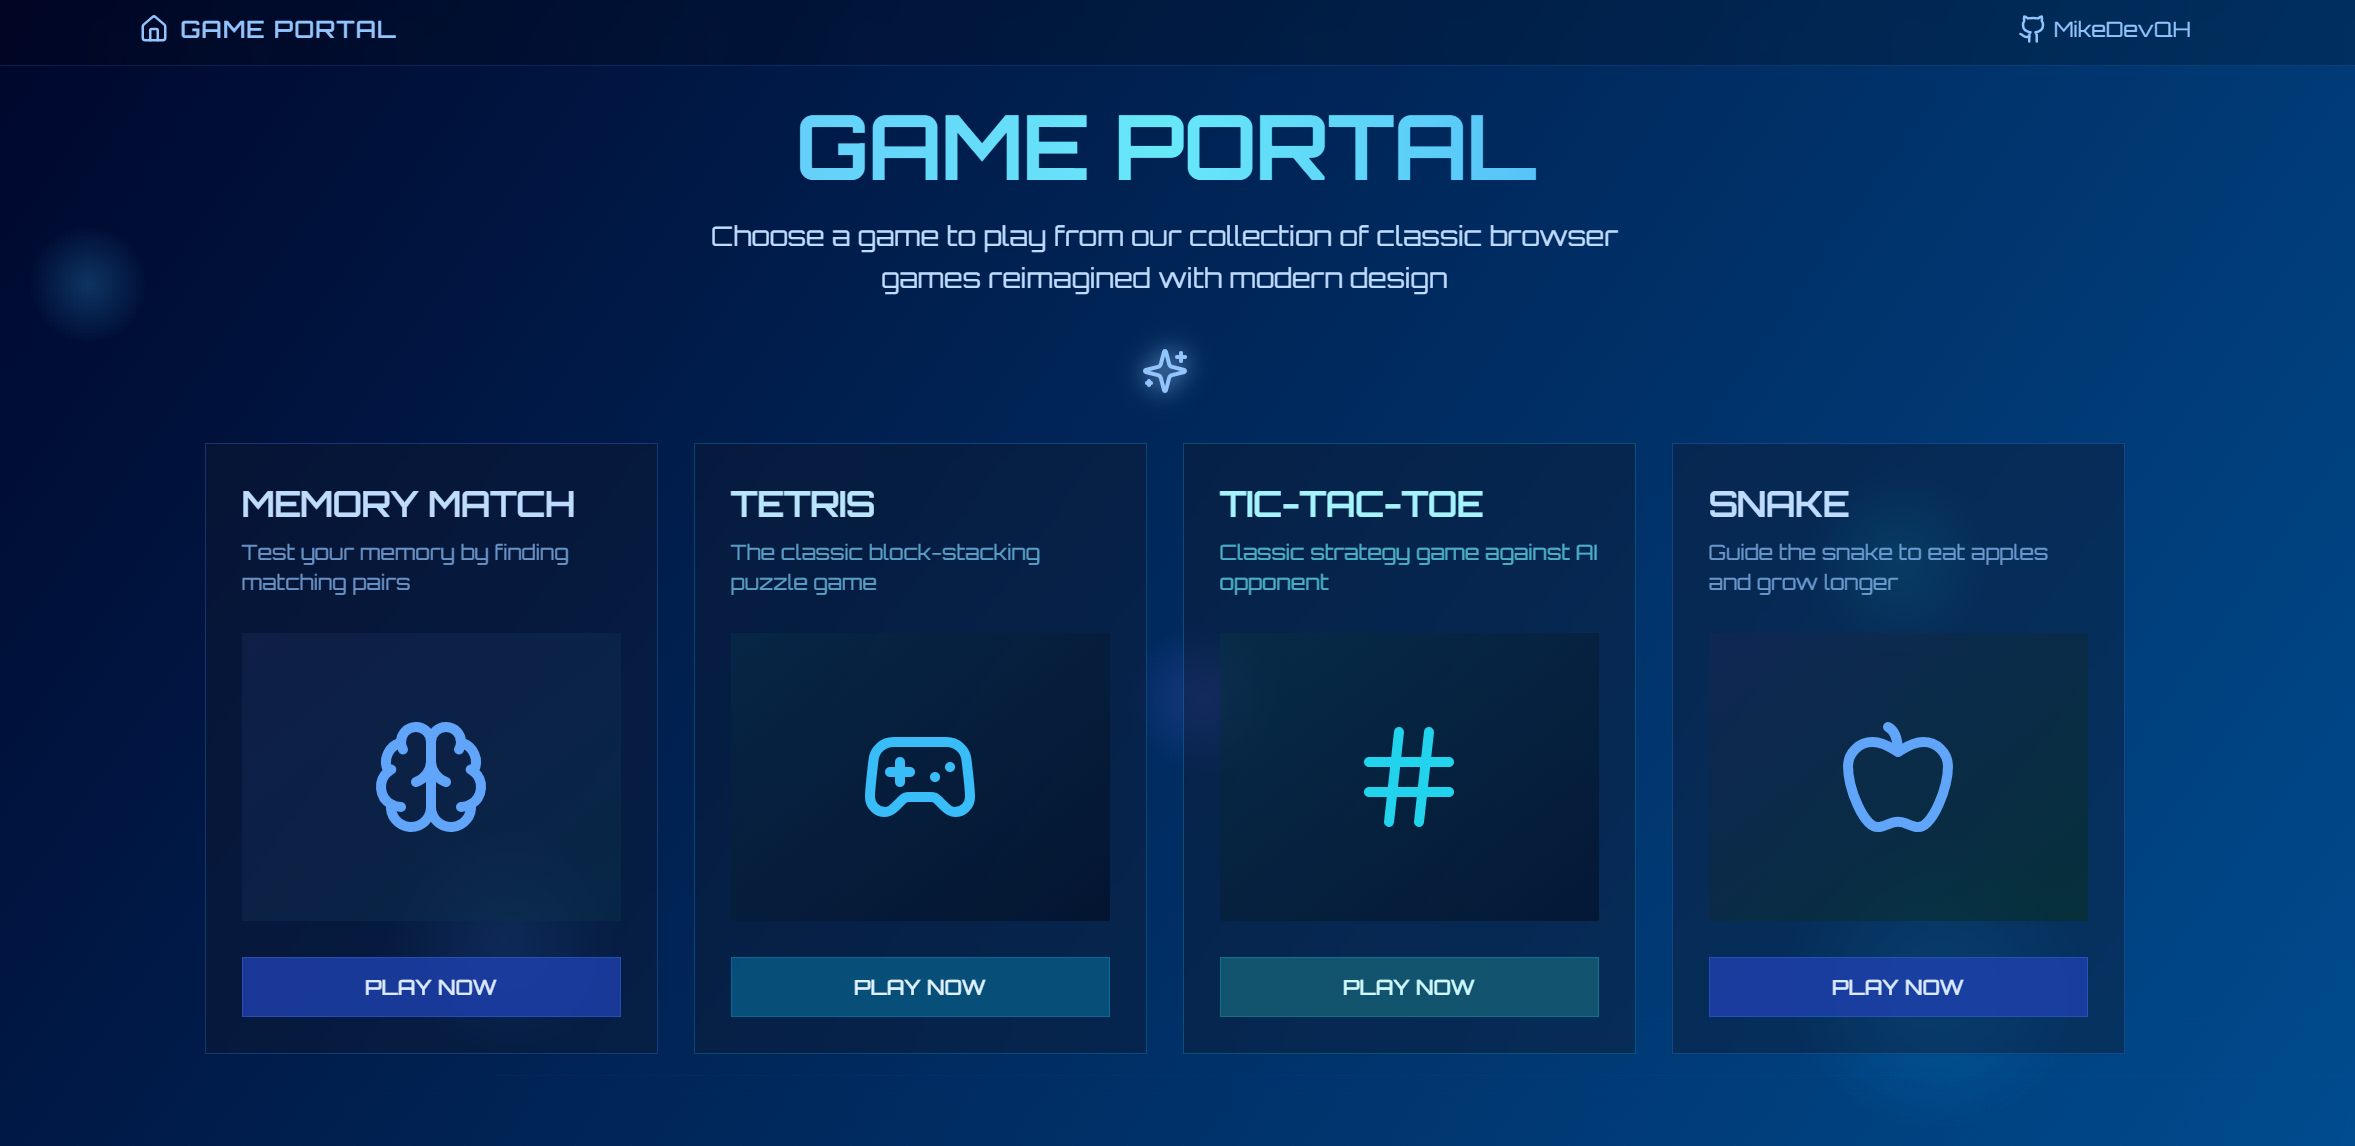 GAME PORTAL
MikeDevQH
GAME PORTAL
Choose a game to play from our collection of classic browser
games reimagined with modern design
MEMORY MATCH
Test your memory by finding
matching pairs
PLAY NOW
TETRIS
The classic block-stacking
puzzle game
PLAY NOW
TIC-TAC-TOE
Classic strategy game against AI
opponent
PLAY NOW
SNAKE
Guide the snake to eat apples
and grow longer
PLAY NOW